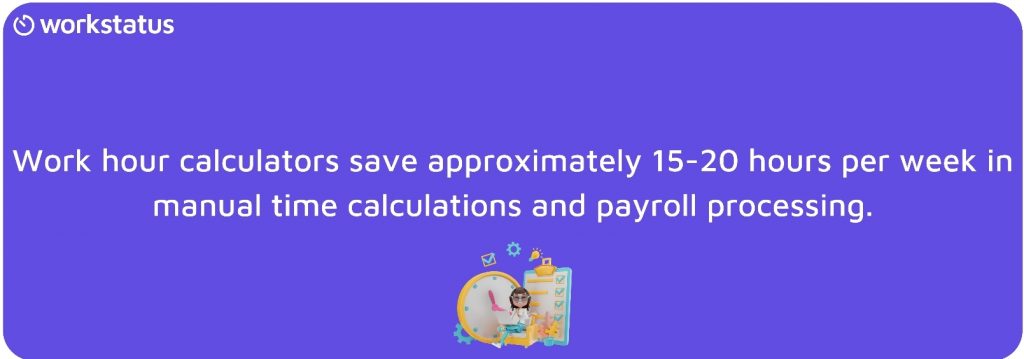 workstatus
Work hour calculators save approximately 15-20 hours per week in
manual time calculations and payroll processing.